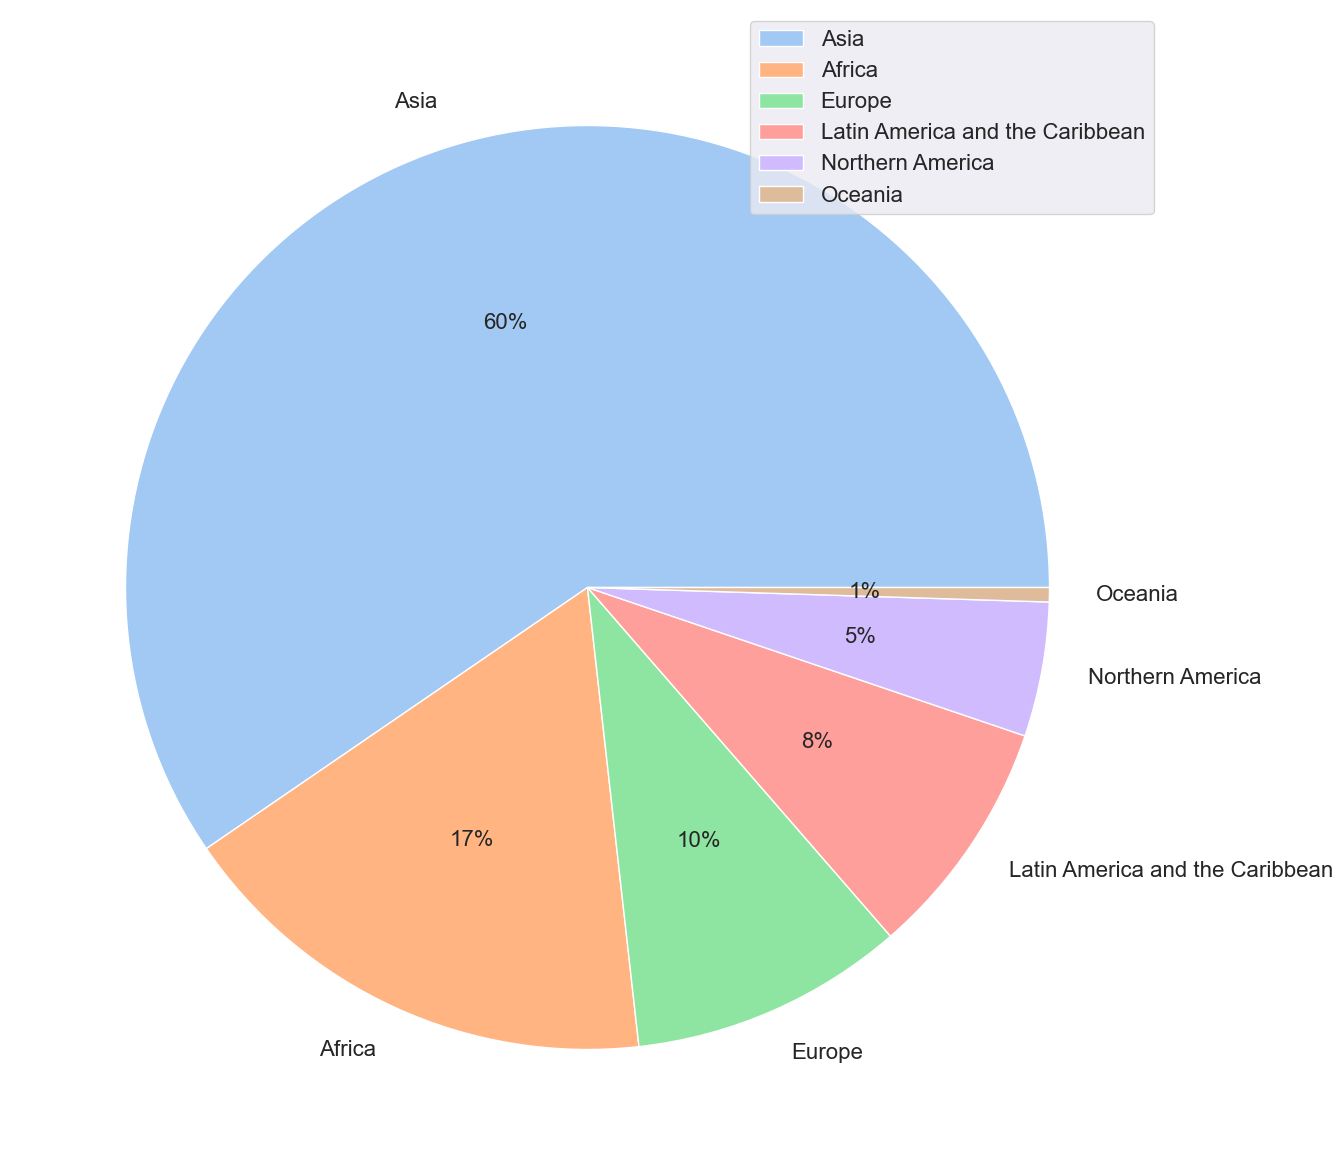 Asia
Africa
Europe
Latin America and the Caribbean
Northern America
Oceania
Asia
60%
1%
Oceania
5%
Northern America
8%
17%
10%
Latin America and the Caribbean
Africa
Europe